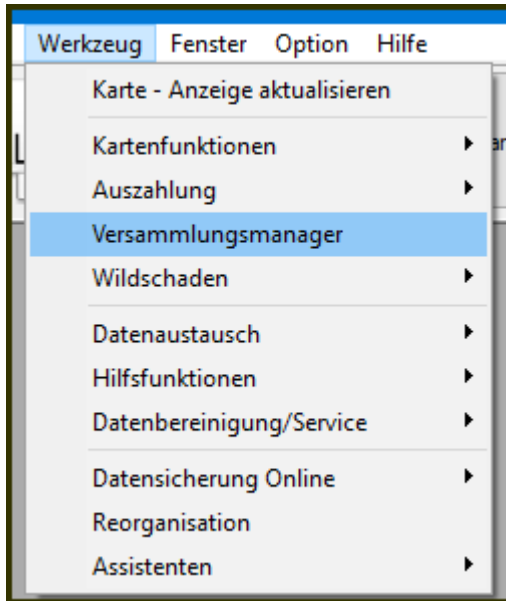 Werkzeug Fenster Option Hilfe
Karte - Anzeige aktualisieren
Kartenfunktionen
Auszahlung
Versammlungsmanager
Wildschaden
Datenaustausch
Hilfsfunktionen
Datenbereinigung/Service
Datensicherung Online
Reorganisation
Assistenten